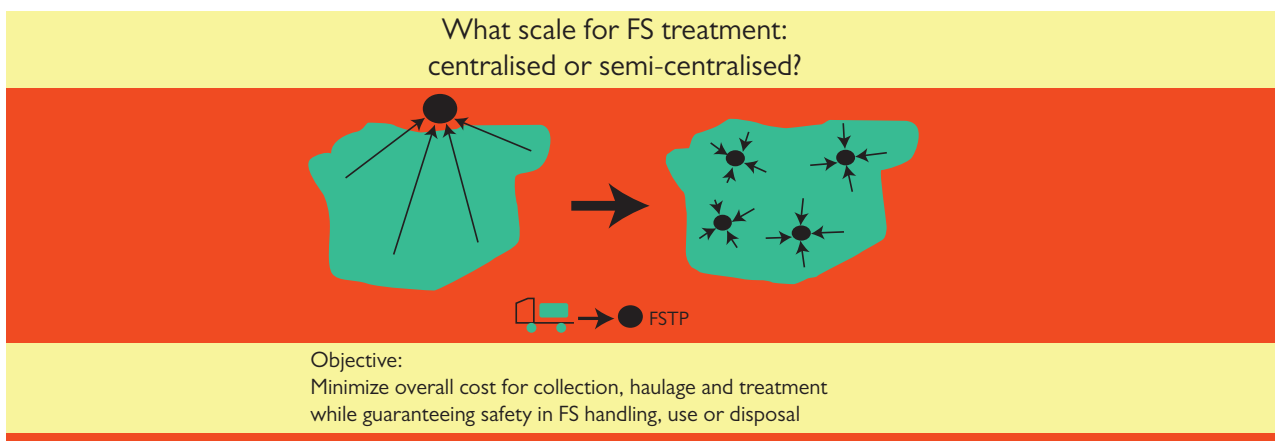 What scale for FS treatment:
centralised or semi-centralised?
FSTP
Objective:
Minimize overall cost for collection, haulage and treatment
while guaranteeing safety in FS handling, use or disposal